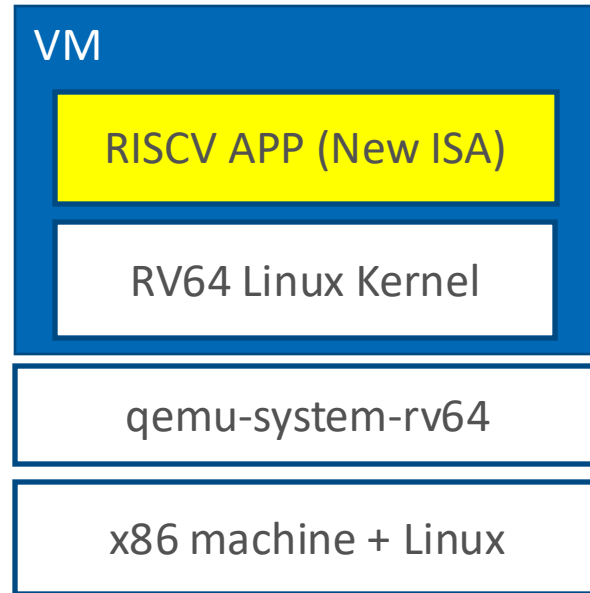 VM
RISCV APP (New ISA)
RV64 Linux Kernel
qemu-system-rv64
x86 machine + Linux